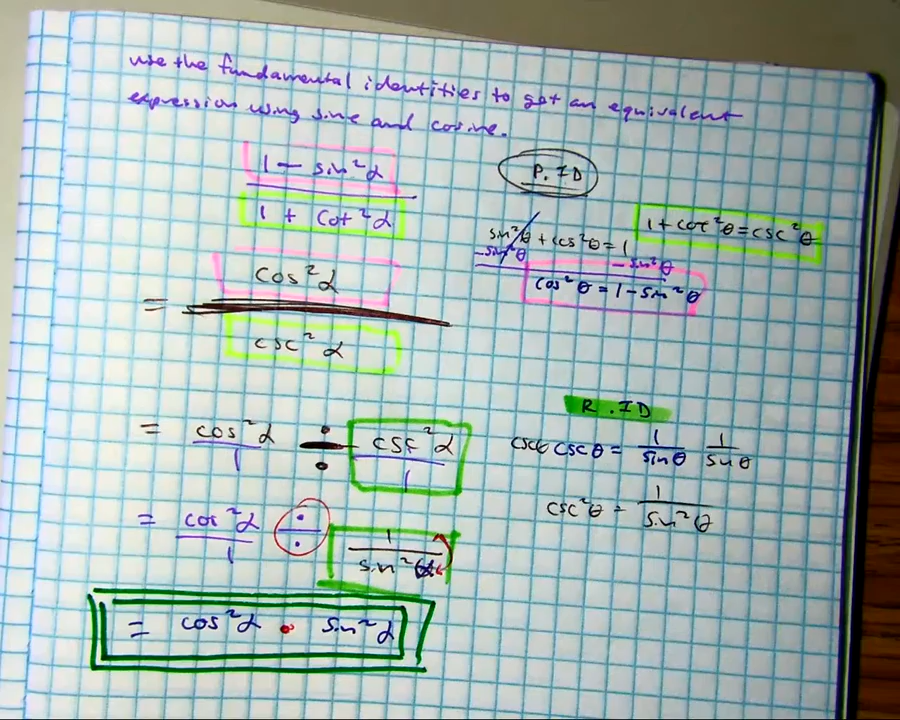 use the fundamental identities to get an equivalent
expression using sine and cosine.
1 - sin²α
1 + cot²α
P. ID
sin²θ + cos²θ = 1
-sin²θ -sin²θ
cos²θ = 1 - sin²θ
1 + cot²θ = csc²θ
= cos²α
csc²α
R. ID
= cos²α/1 ÷ csc²α/1
cscθ cscθ = 1/sinθ 1/sinθ
csc²θ = 1/sin²θ
= cos²α/1 ÷ 1/sin²α
= cos²α · sin²α